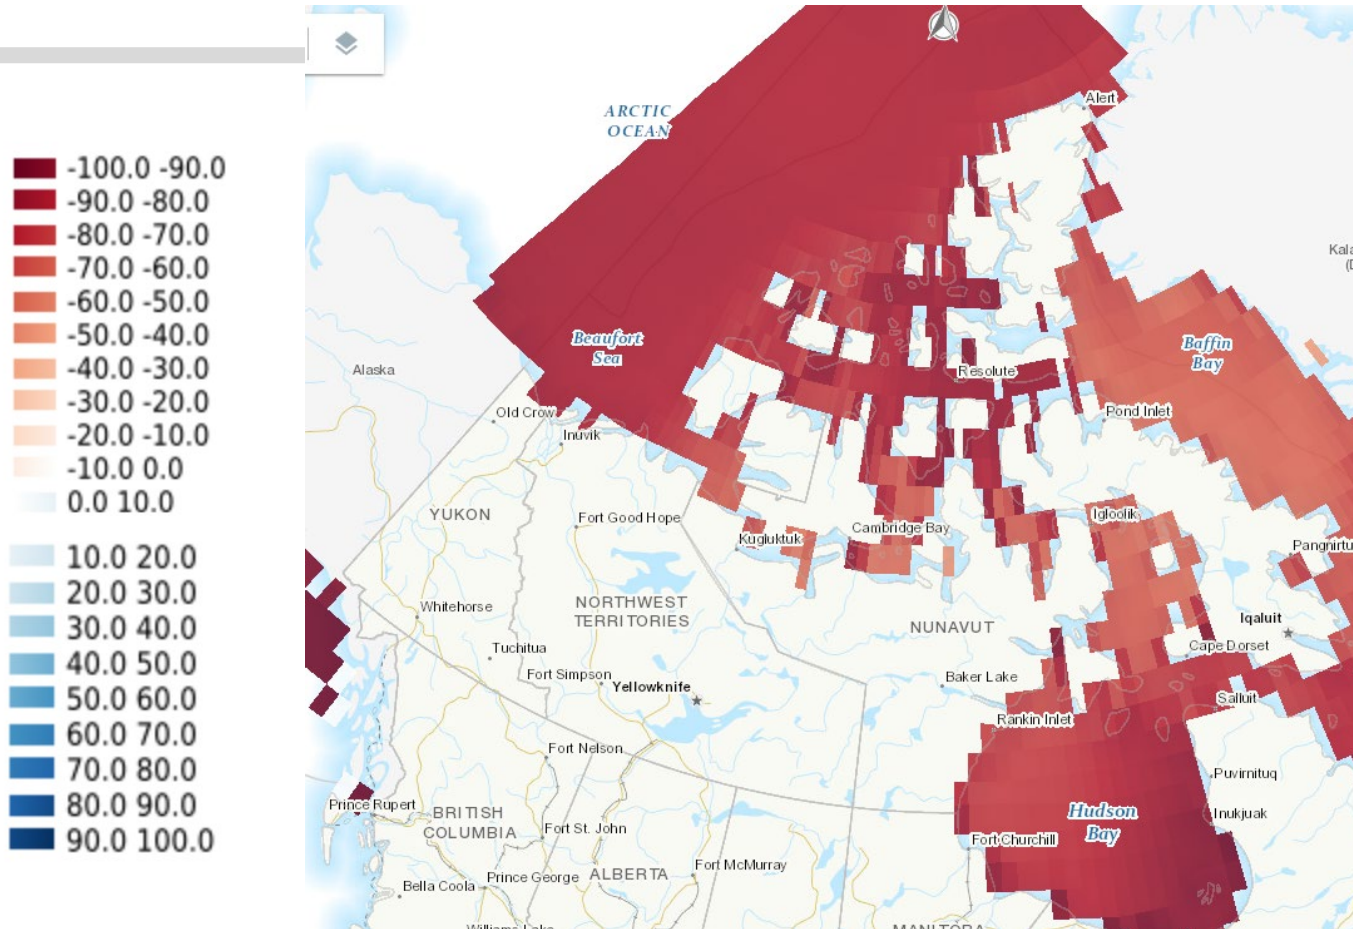 -100.0 -90.0
-90.0 -80.0
-80.0 -70.0
-70.0 -60.0
-60.0 -50.0
-50.0 -40.0
-40.0 -30.0
-30.0 -20.0
-20.0 -10.0
-10.0 0.0
0.0 10.0
10.0 20.0
20.0 30.0
30.0 40.0
40.0 50.0
50.0 60.0
60.0 70.0
70.0 80.0
80.0 90.0
90.0 100.0
Alert
ARCTIC
OCEAN
Beaufort
Sea
Baffin
Bay
Alaska
Resolute
Old Crow
Pond Inlet
Inuvik
YUKON
Fort Good Hope
Igloolik
Cambridge Bay
Kugluktuk
Whitehorse
NORTHWEST
TERRITORIES
NUNAVUT
Iqaluit
Tuchitua
Cape Dorset
Fort Simpson
Yellowknife
Baker Lake
Salluit
Rankin Inlet
Fort Nelson
Puvirnituq
Prince Rupert
BRITISH
COLUMBIA
Hudson
Bay
Inukjuak
Fort St. John
Fort Churchill
ALBERTA
Fort McMurray
Prince George
Bella Coola